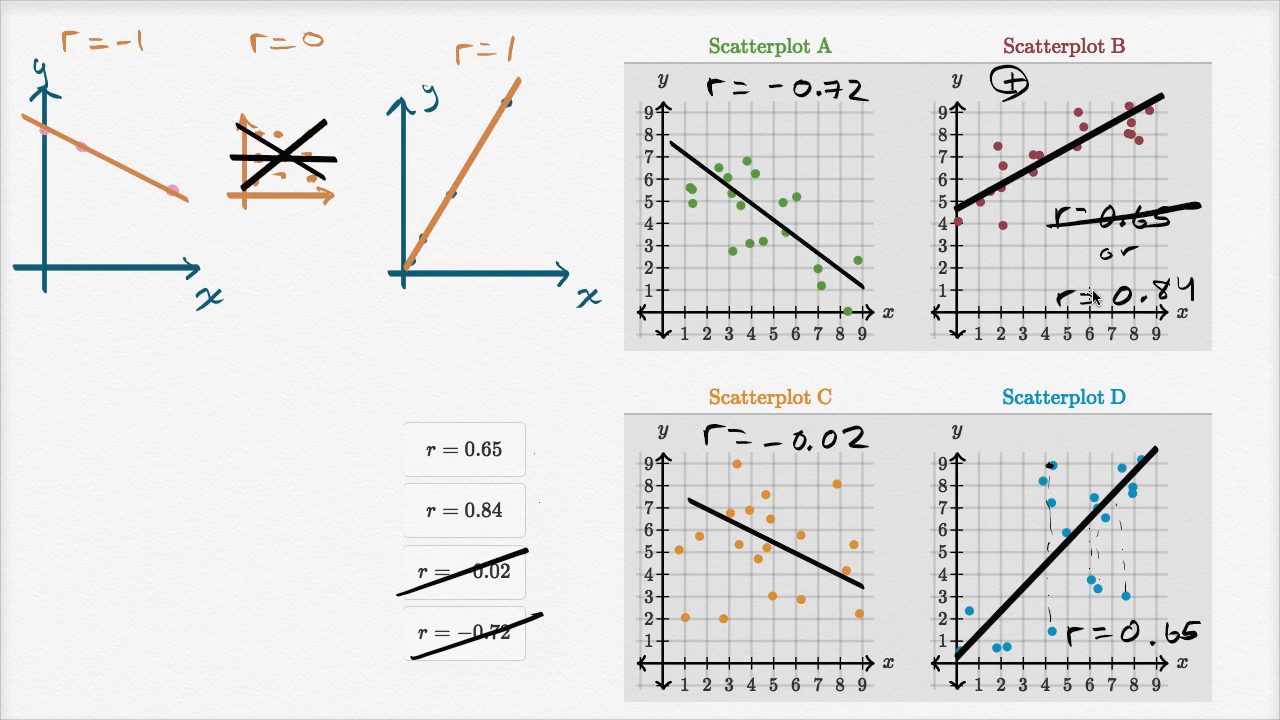 r = -1
r = 0
r = 1
y
x
y
x
Scatterplot A
r = -0.72
y
9
8
7
6
5
4
3
2
1
x
1 2 3 4 5 6 7 8 9
Scatterplot B
+
y
9
8
7
6
5
4
3
2
1
r = 0.65
or
r = 0.84
x
1 2 3 4 5 6 7 8 9
r = 0.65
r = 0.84
r = -0.02
r = −0.72
Scatterplot C
r = -0.02
y
9
8
7
6
5
4
3
2
1
x
1 2 3 4 5 6 7 8 9
Scatterplot D
y
9
8
7
6
5
4
3
2
1
r = 0.65
x
1 2 3 4 5 6 7 8 9